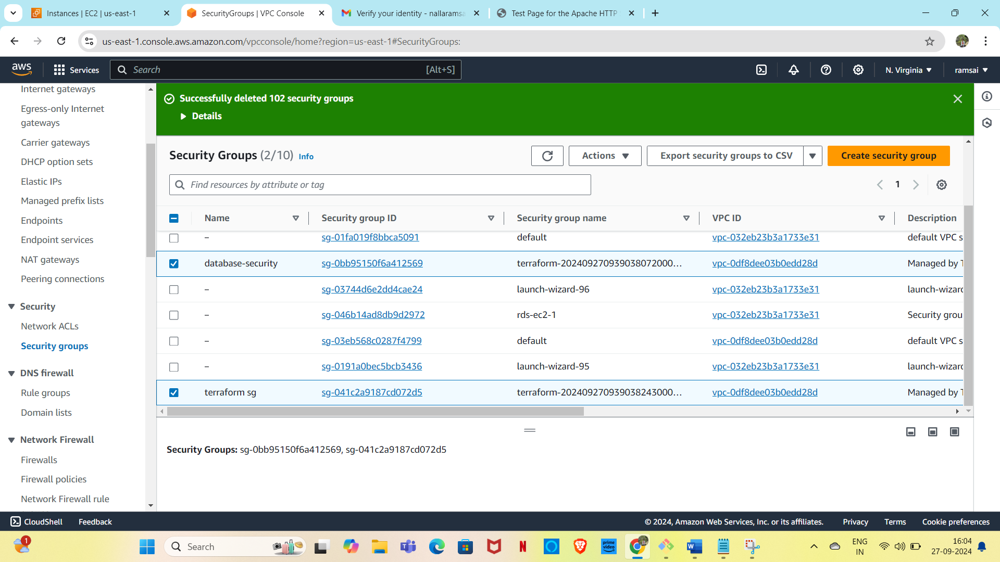 Instances | EC2 | us-east-1
SecurityGroups | VPC Console
Verify your identity - nallaramsa
Test Page for the Apache HTTP
us-east-1.console.aws.amazon.com/vpcconsole/home?region=us-east-1#SecurityGroups:
aws
Services
Search
[Alt+S]
N. Virginia
ramsai
Internet gateways
Egress-only Internet
gateways
Carrier gateways
DHCP option sets
Elastic IPs
Managed prefix lists
Endpoints
Endpoint services
NAT gateways
Peering connections
Security
Network ACLs
Security groups
DNS firewall
Rule groups
Domain lists
Network Firewall
Firewalls
Firewall policies
Network Firewall rule
Successfully deleted 102 security groups
Details
Security Groups (2/10) Info
Actions
Export security groups to CSV
Create security group
Find resources by attribute or tag
1
Name Security group ID Security group name VPC ID Description
– sg-01fa019f8bbca5091 default vpc-032eb23b3a1733e31 default VPC s
database-security sg-0bb95150f6a412569 terraform-202409270939038072000... vpc-0df8dee03b0edd28d Managed by T
– sg-03744d6e2dd4cae24 launch-wizard-96 vpc-032eb23b3a1733e31 launch-wizard
– sg-046b14ad8db9d2972 rds-ec2-1 vpc-032eb23b3a1733e31 Security grou
– sg-03eb568c0287f4799 default vpc-0df8dee03b0edd28d default VPC s
– sg-0191a0bec5bcb3436 launch-wizard-95 vpc-032eb23b3a1733e31 launch-wizard
terraform sg sg-041c2a9187cd072d5 terraform-202409270939038243000... vpc-0df8dee03b0edd28d Managed by T
Security Groups: sg-0bb95150f6a412569, sg-041c2a9187cd072d5
CloudShell
Feedback
© 2024, Amazon Web Services, Inc. or its affiliates.
Privacy
Terms
Cookie preferences
1
Search
prime
video
ENG
IN
16:04
27-09-2024